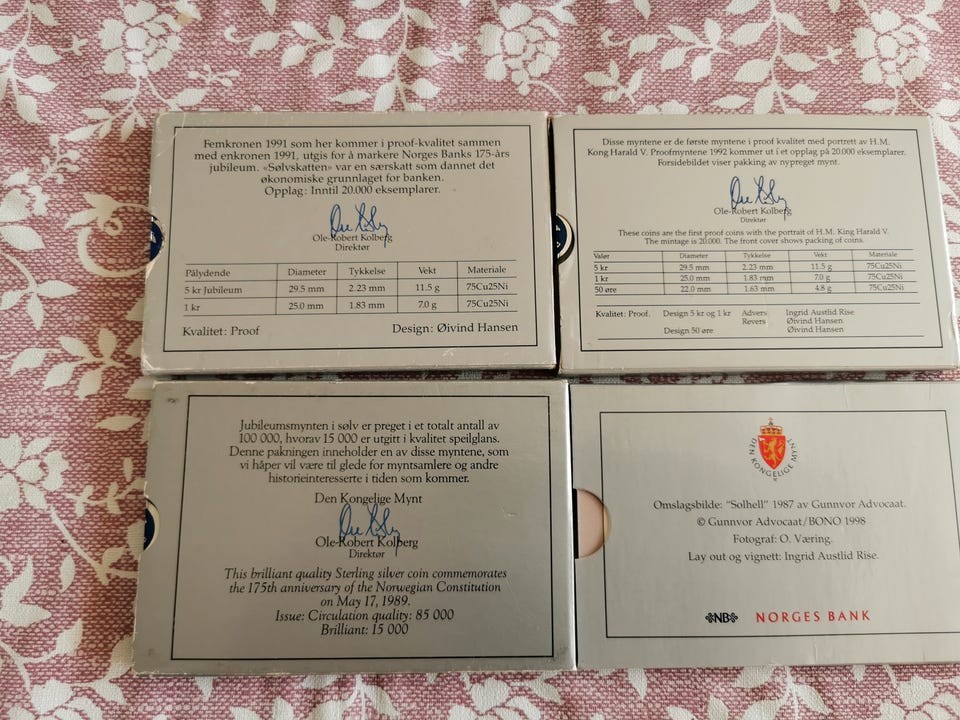 Femkronen 1991 som her kommer i proof-kvalitet sammen
med enkronen 1991, utgis for å markere Norges Banks 175-års
jubileum. «Sølvskatten» var en særskatt som dannet det
økonomiske grunnlaget for banken.
Opplag: Inntil 20.000 eksemplarer.
Ole-Robert Kolberg
Direktør
Pålydende Diameter Tykkelse Vekt Materiale
5 kr Jubileum 29.5 mm 2.23 mm 11.5 g 75Cu25Ni
1 kr 25.0 mm 1.83 mm 7.0 g 75Cu25Ni
Kvalitet: Proof Design: Øivind Hansen
Disse myntene er de første myntene i proof kvalitet med portrett av H.M.
Kong Harald V. Proofmyntene 1992 kommer ut i et opplag på 20.000 eksemplarer.
Forsidebildet viser pakking av nypreget mynt.
Ole-Robert Kolberg
Direktør
These coins are the first proof coins with the portrait of H.M. King Harald V.
The mintage is 20.000. The front cover shows packing of coins.
Valør Diameter Tykkelse Vekt Materiale
5 kr 29.5 mm 2.23 mm 11.5 g 75Cu25Ni
1 kr 25.0 mm 1.83 mm 7.0 g 75Cu25Ni
50 øre 22.0 mm 1.63 mm 4.8 g 75Cu25Ni
Kvalitet: Proof. Design 5 kr og 1 kr Advers Ingrid Austlid Rise
Revers Øivind Hansen
Design 50 øre Øivind Hansen
Jubileumsmynten i sølv er preget i et totalt antall av
100 000, hvorav 15 000 er utgitt i kvalitet speilglans.
Denne pakningen inneholder en av disse myntene, som
vi håper vil være til glede for myntsamlere og andre
historieinteresserte i tiden som kommer.
Den Kongelige Mynt
Ole-Robert Kolberg
Direktør
This brilliant quality Sterling silver coin commemorates
the 175th anniversary of the Norwegian Constitution
on May 17, 1989.
Issue: Circulation quality: 85 000
Brilliant: 15 000
DEN KONGELIGE MYNT
Omslagsbilde: "Solhell" 1987 av Gunnvor Advocaat.
© Gunnvor Advocaat/BONO 1998
Fotograf: O. Væring.
Lay out og vignett: Ingrid Austlid Rise.
NB NORGES BANK